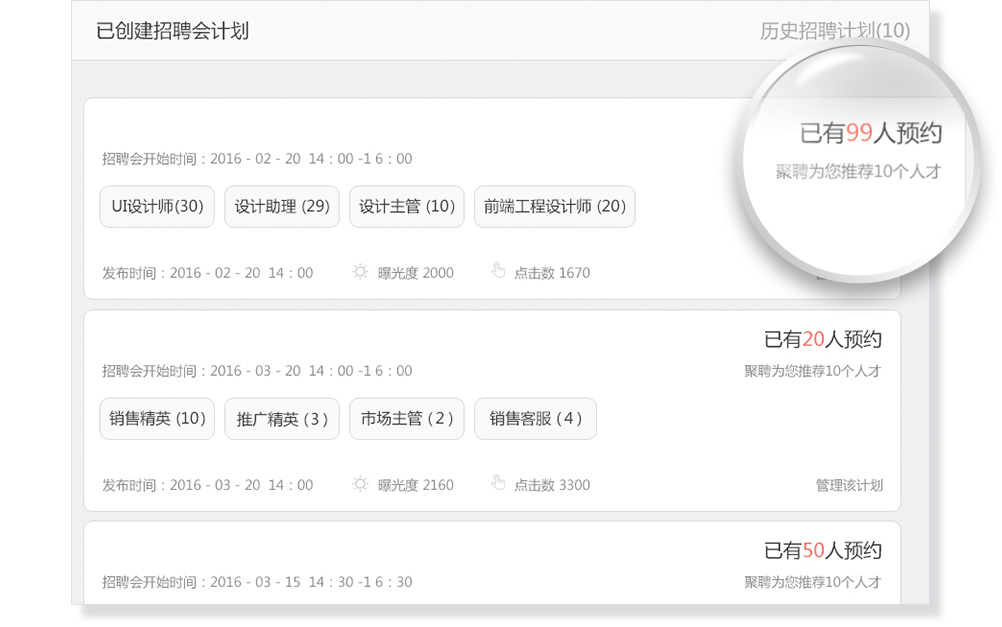 已创建招聘会计划
历史招聘计划(10)
已有99人预约
招聘会开始时间：2016 - 02 - 20 14 : 00 -1 6 : 00
聚聘为您推荐10个人才
UI设计师(30) 设计助理 (29) 设计主管 (10) 前端工程设计师 (20)
发布时间：2016 - 02 - 20 14 : 00 曝光度 2000 点击数 1670
已有20人预约
招聘会开始时间：2016 - 03 - 20 14 : 00 -1 6 : 00 聚聘为您推荐10个人才
销售精英 (10) 推广精英 ( 3 ) 市场主管 ( 2 ) 销售客服 ( 4 )
发布时间：2016 - 03 - 20 14 : 00 曝光度 2160 点击数 3300 管理该计划
已有50人预约
招聘会开始时间：2016 - 03 - 15 14 : 30 -1 6 : 30 聚聘为您推荐10个人才